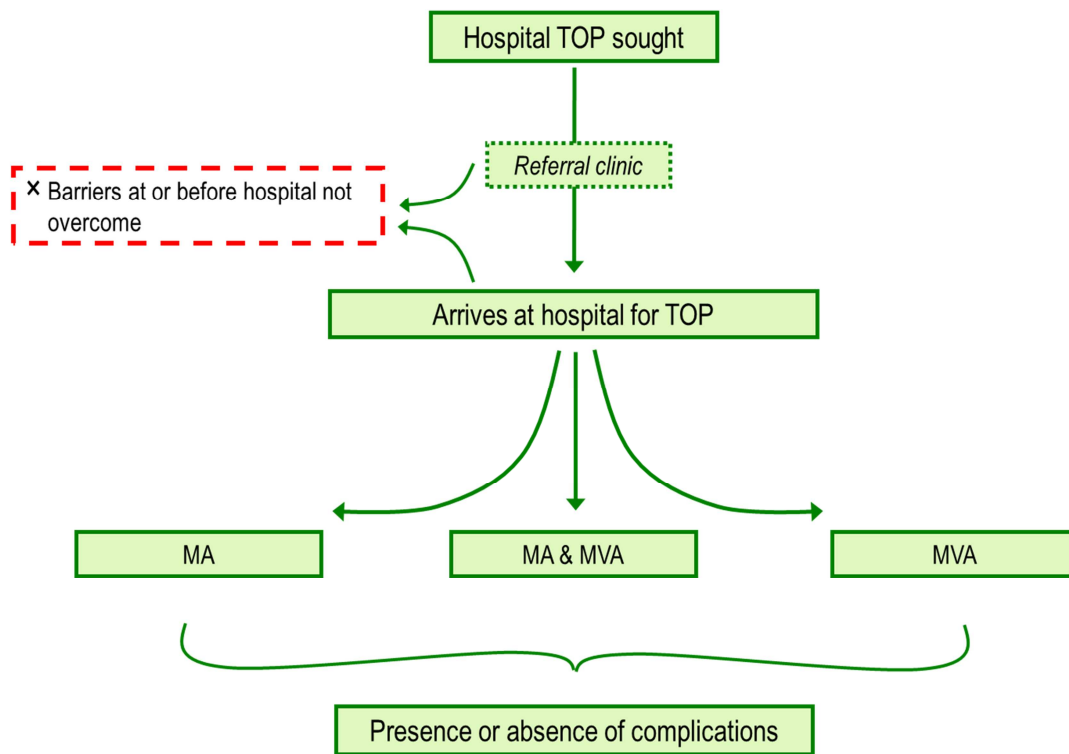 Hospital TOP sought
Referral clinic
× Barriers at or before hospital not
overcome
Arrives at hospital for TOP
MA
MA & MVA
MVA
Presence or absence of complications